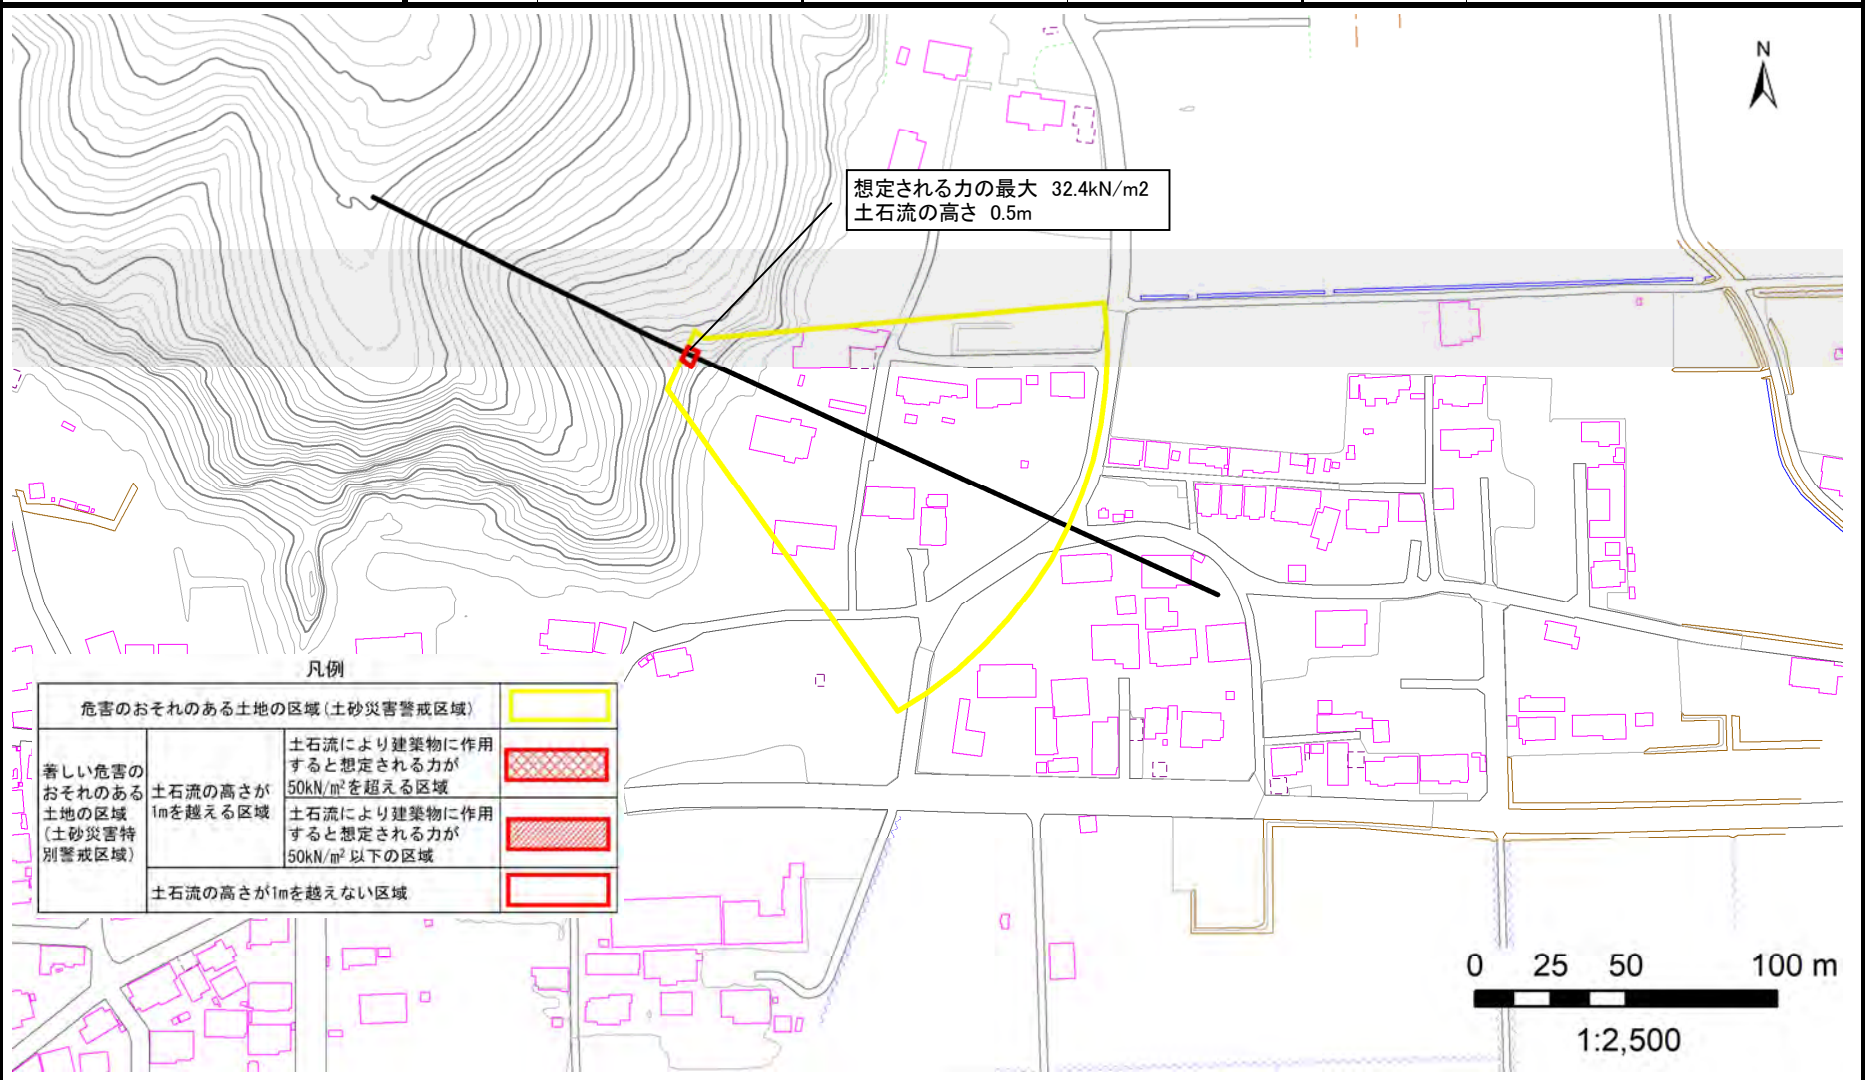 N
想定される力の最大 32.4kN/m2
土石流の高さ 0.5m
凡例
危害のおそれのある土地の区域(土砂災害警戒区域)
著しい危害の
おそれのある
土地の区域
(土砂災害特
別警戒区域)
土石流の高さが
1mを越える区域
土石流により建築物に作用
すると想定される力が
50kN/㎡を超える区域
土石流により建築物に作用
すると想定される力が
50kN/㎡以下の区域
土石流の高さが1mを越えない区域
0 25 50 100 m
1:2,500